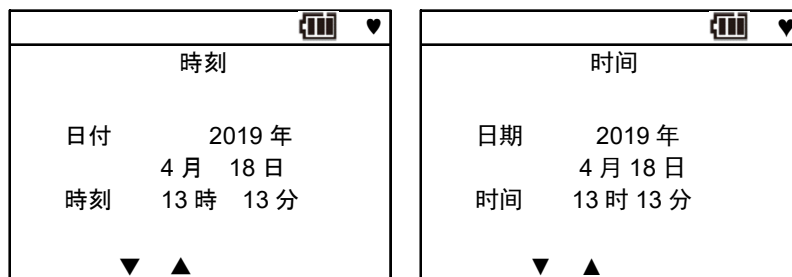 時刻
日付 2019 年
4 月 18 日
時刻 13 時 13 分
▼ ▲
时间
日期 2019 年
4 月 18 日
时间 13 时 13 分
▼ ▲